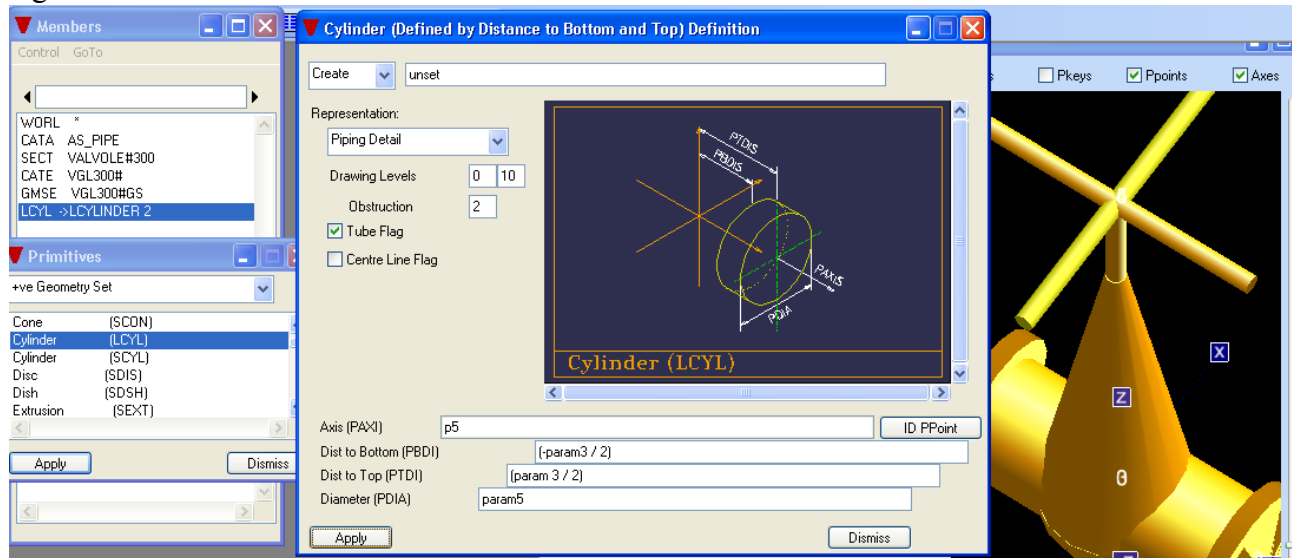 Members
Control GoTo
WORL *
CATA AS_PIPE
SECT VALVOLE#300
CATE VGL300#
GMSE VGL300#GS
LCYL ->LCYLINDER 2
Primitives
+ve Geometry Set
Cone (SCON)
Cylinder (LCYL)
Cylinder (SCYL)
Disc (SDIS)
Dish (SDSH)
Extrusion (SEXT)
Apply Dismiss
Cylinder (Defined by Distance to Bottom and Top) Definition
Create unset
Representation:
Piping Detail
Drawing Levels 0 10
Obstruction 2
Tube Flag
Centre Line Flag
PTDIS
PBDIS
PAXIS
PDIA
Cylinder (LCYL)
Axis (PAXI) p5 ID PPoint
Dist to Bottom (PBDI) (-param3 / 2)
Dist to Top (PTDI) (param 3 / 2)
Diameter (PDIA) param5
Apply Dismiss
Pkeys Ppoints Axes
X
Z